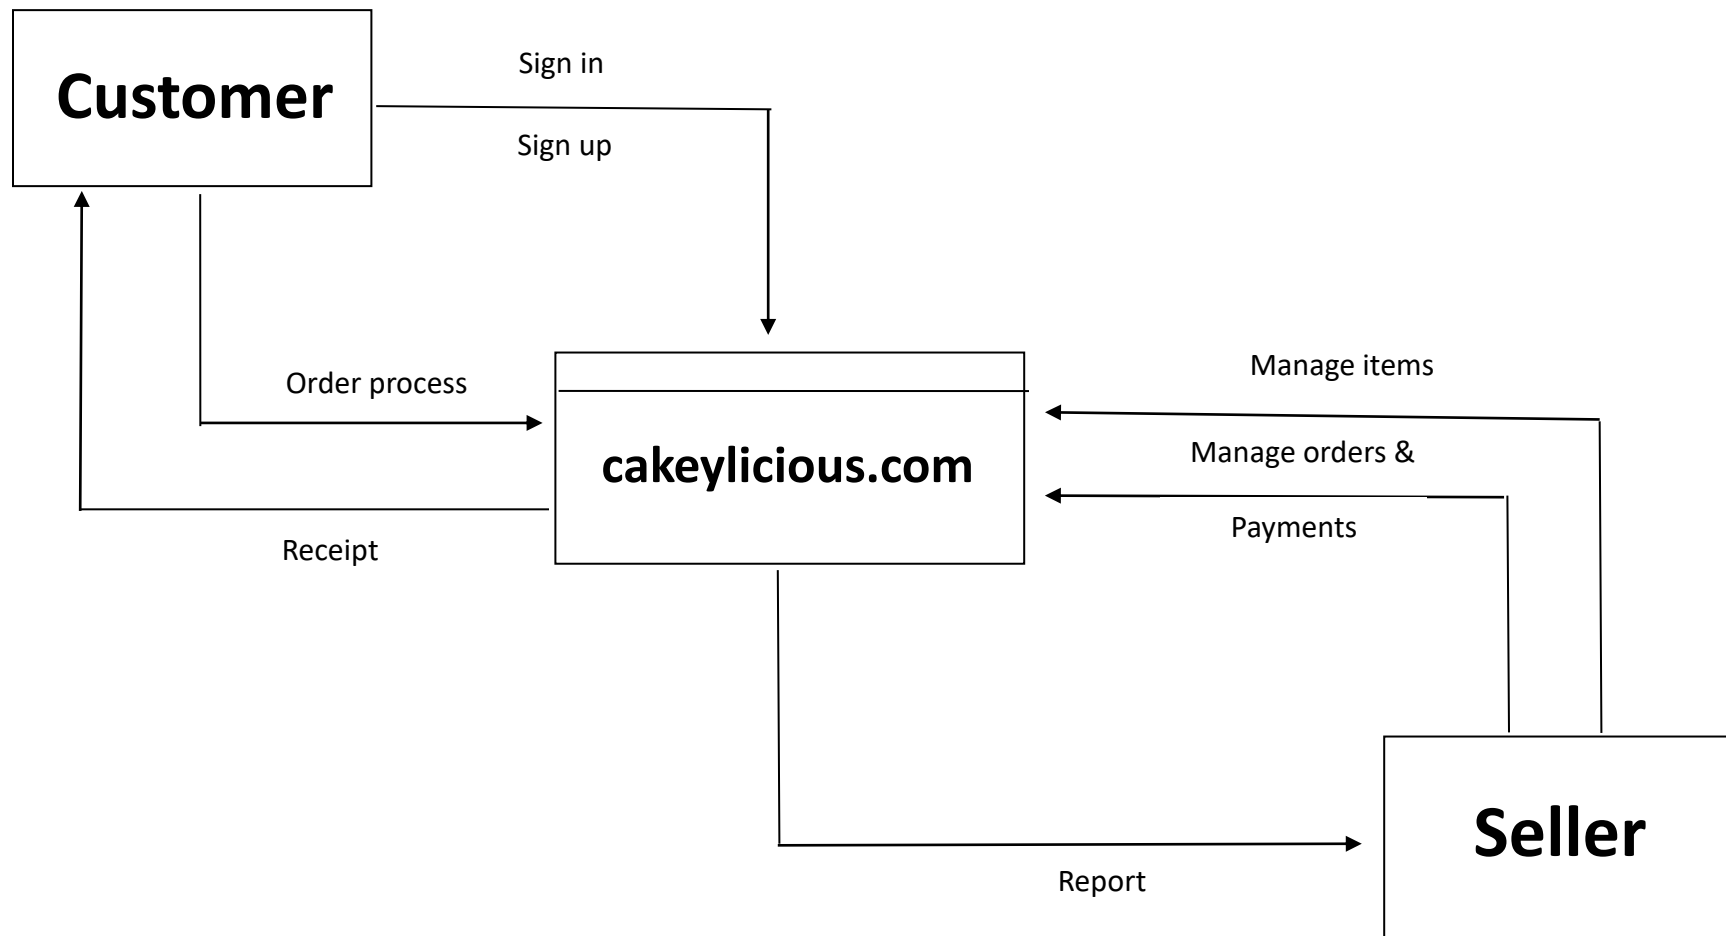 Customer
Sign in
Sign up
Order process
cakeylicious.com
Receipt
Manage items
Manage orders &
Payments
Seller
Report